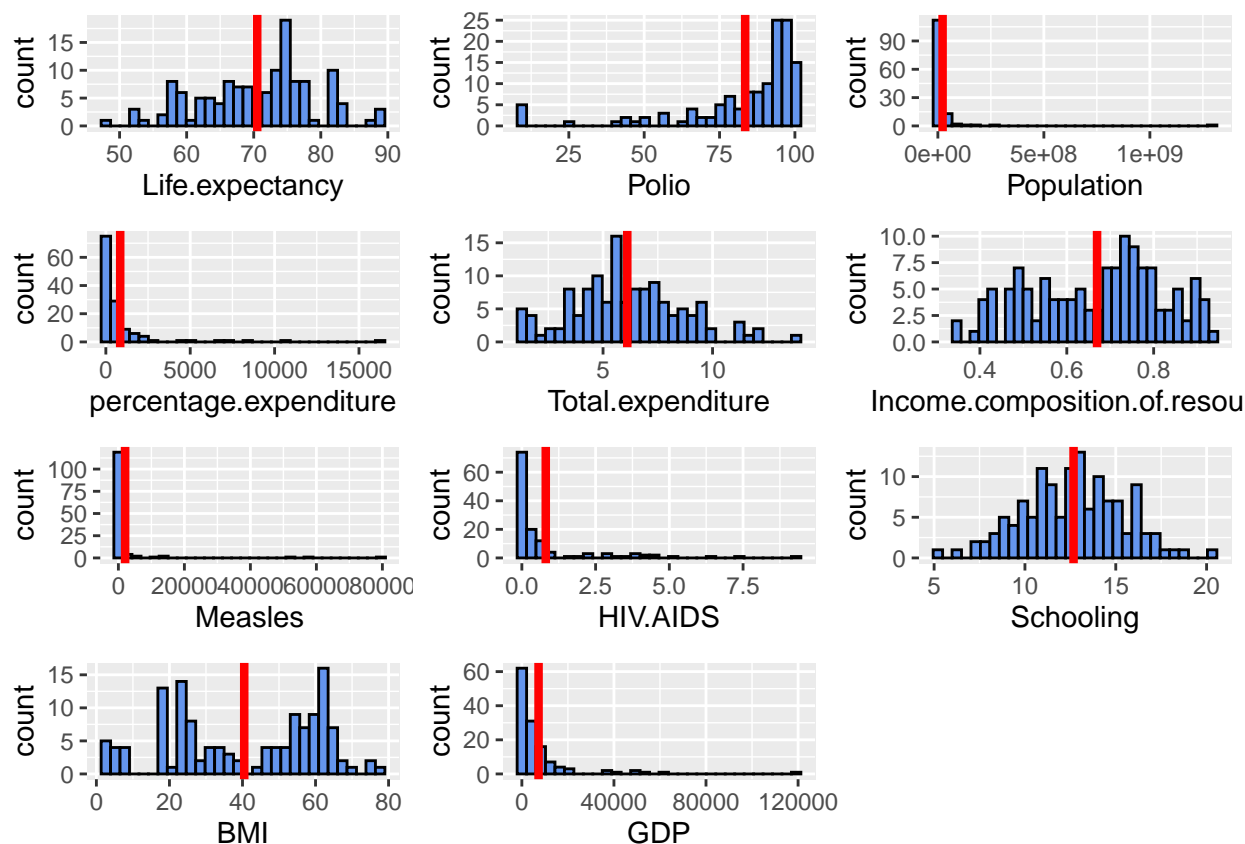 count
15
10
5
0
50 60 70 80 90
Life.expectancy
count
25
20
15
10
5
0
25 50 75 100
Polio
count
90
60
30
0
0e+00 5e+08 1e+09
Population
count
60
40
20
0
0 5000 10000 15000
percentage.expenditure
count
15
10
5
0
5 10
Total.expenditure
count
10.0
7.5
5.0
2.5
0.0
0.4 0.6 0.8
Income.composition.of.resou
count
100
75
50
25
0
0 20000 40000 60000 80000
Measles
count
60
40
20
0
0.0 2.5 5.0 7.5
HIV.AIDS
count
10
5
0
5 10 15 20
Schooling
count
15
10
5
0
0 20 40 60 80
BMI
count
60
40
20
0
0 40000 80000 120000
GDP